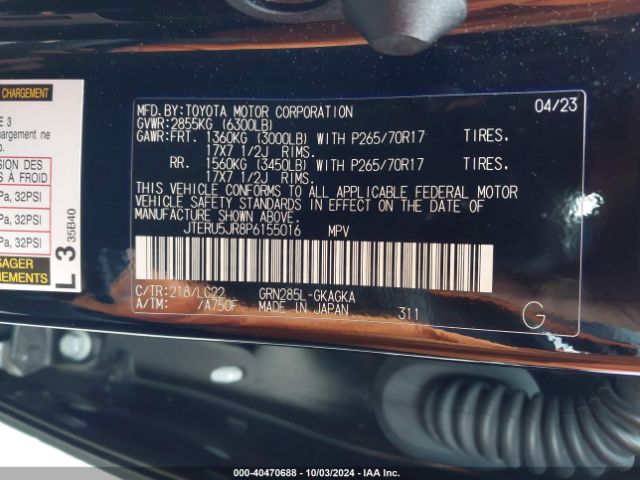 CHARGEMENT
E 3
hargement ne
b.
SSION DES
S À FROID
Pa, 32PSI
Pa, 32PSI
Pa, 32PSI
SAGER
NEMENTS
L 3
35B40
MFD.BY:TOYOTA MOTOR CORPORATION 04/23
GVWR:2855KG (6300LB)
GAWR:FRT. 1360KG (3000LB) WITH P265/70R17 TIRES.
17X7 1/2J RIMS.
RR. 1560KG (3450LB) WITH P265/70R17 TIRES.
17X7 1/2J RIMS.
THIS VEHICLE CONFORMS TO ALL APPLICABLE FEDERAL MOTOR
VEHICLE SAFETY STANDARDS IN EFFECT ON THE DATE OF
MANUFACTURE SHOWN ABOVE.
JTERU5JR8P6155016 MPV
C/TR:218/LC22 GRN285L-GKAGKA
A/TM: /A750F MADE IN JAPAN 311
G
000-40470688 - 10/03/2024 - IAA Inc.